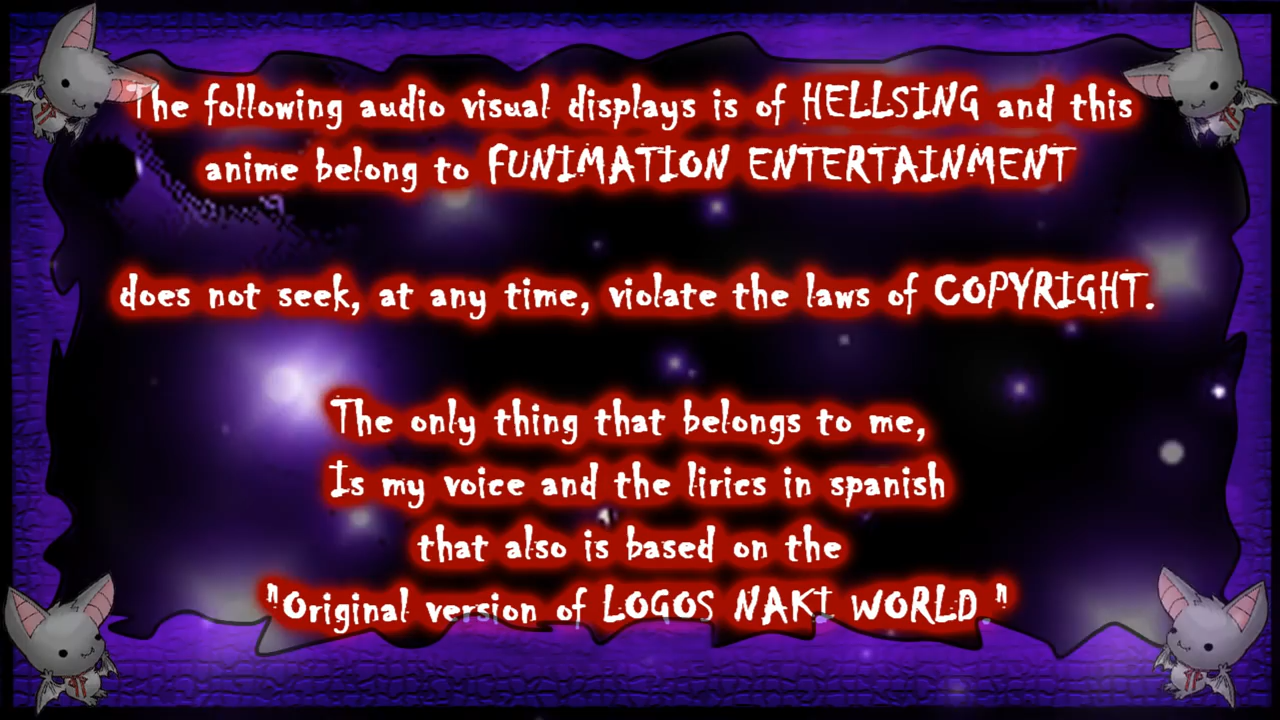 The following audio visual displays is of HELLSING and this
anime belong to FUNIMATION ENTERTAINMENT
does not seek, at any time, violate the laws of COPYRIGHT.
The only thing that belongs to me,
Is my voice and the lirics in spanish
that also is based on the
"Original version of LOGOS NAKI WORLD."